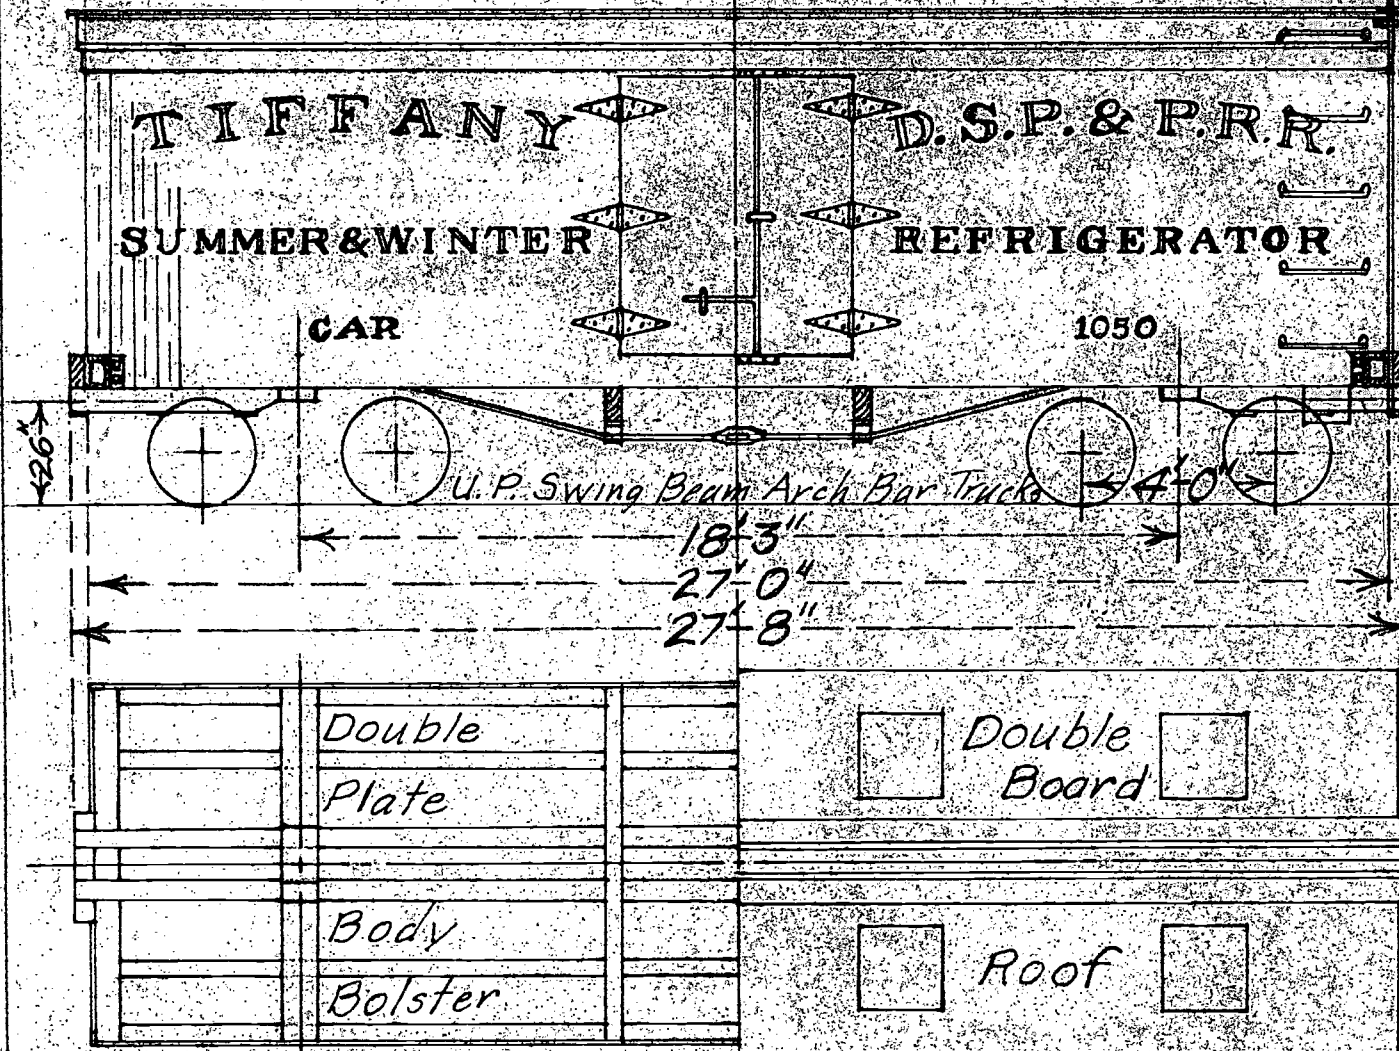 TIFFANY D.S.P. & P.R.R.
SUMMER & WINTER REFRIGERATOR
CAR 1050
26"
U.P. Swing Beam Arch Bar Trucks 4'-0"
18'-3"
27'-0"
27'-8"
Double
Plate
Body
Bolster
Double
Board
Roof